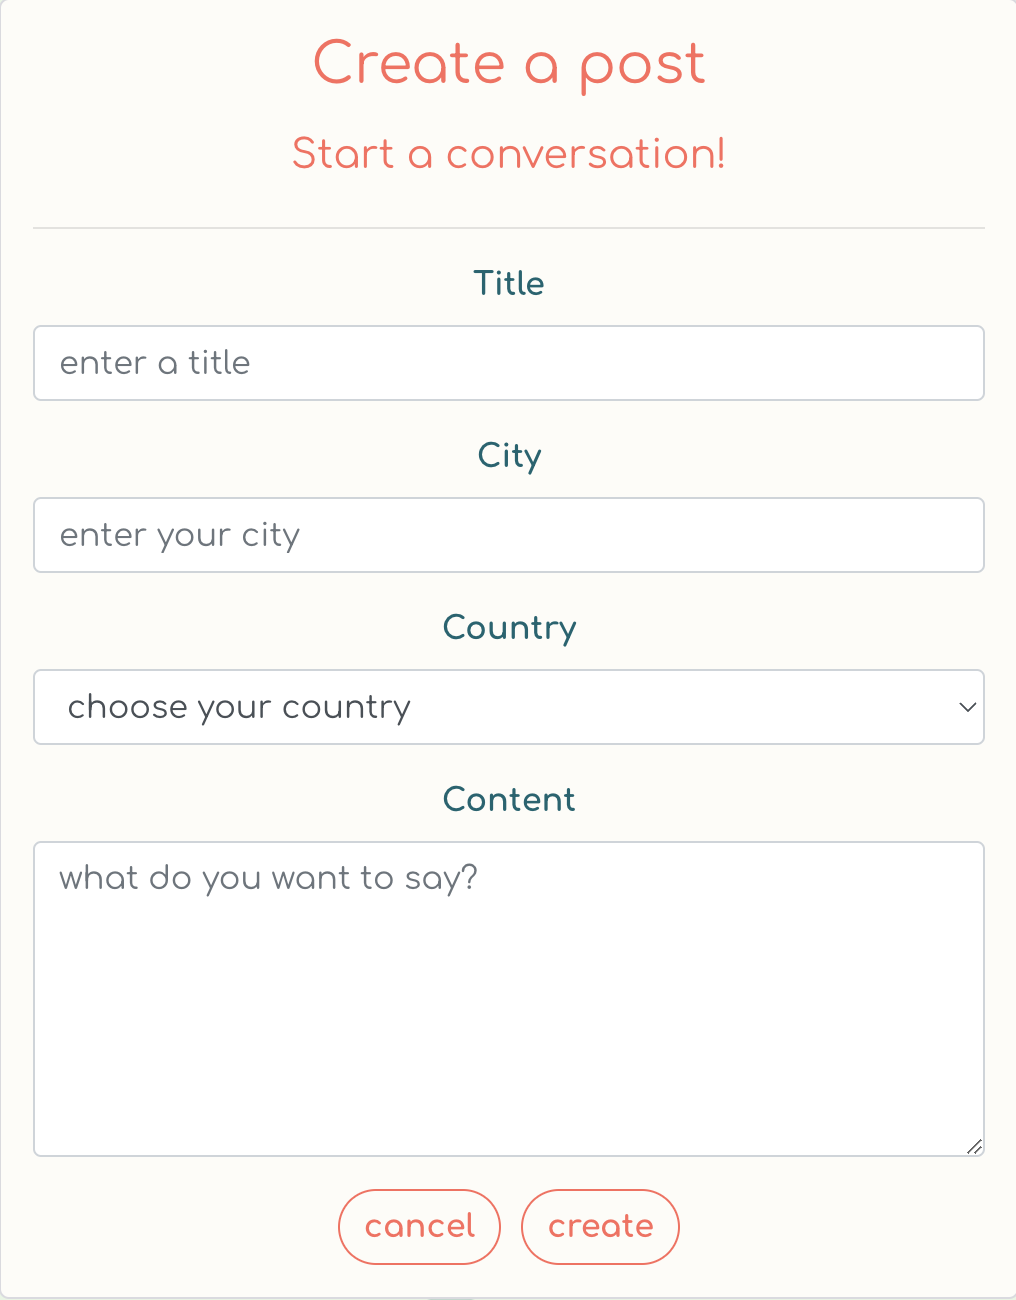 Create a post
Start a conversation!
Title
enter a title
City
enter your city
Country
choose your country
Content
what do you want to say?
cancel create